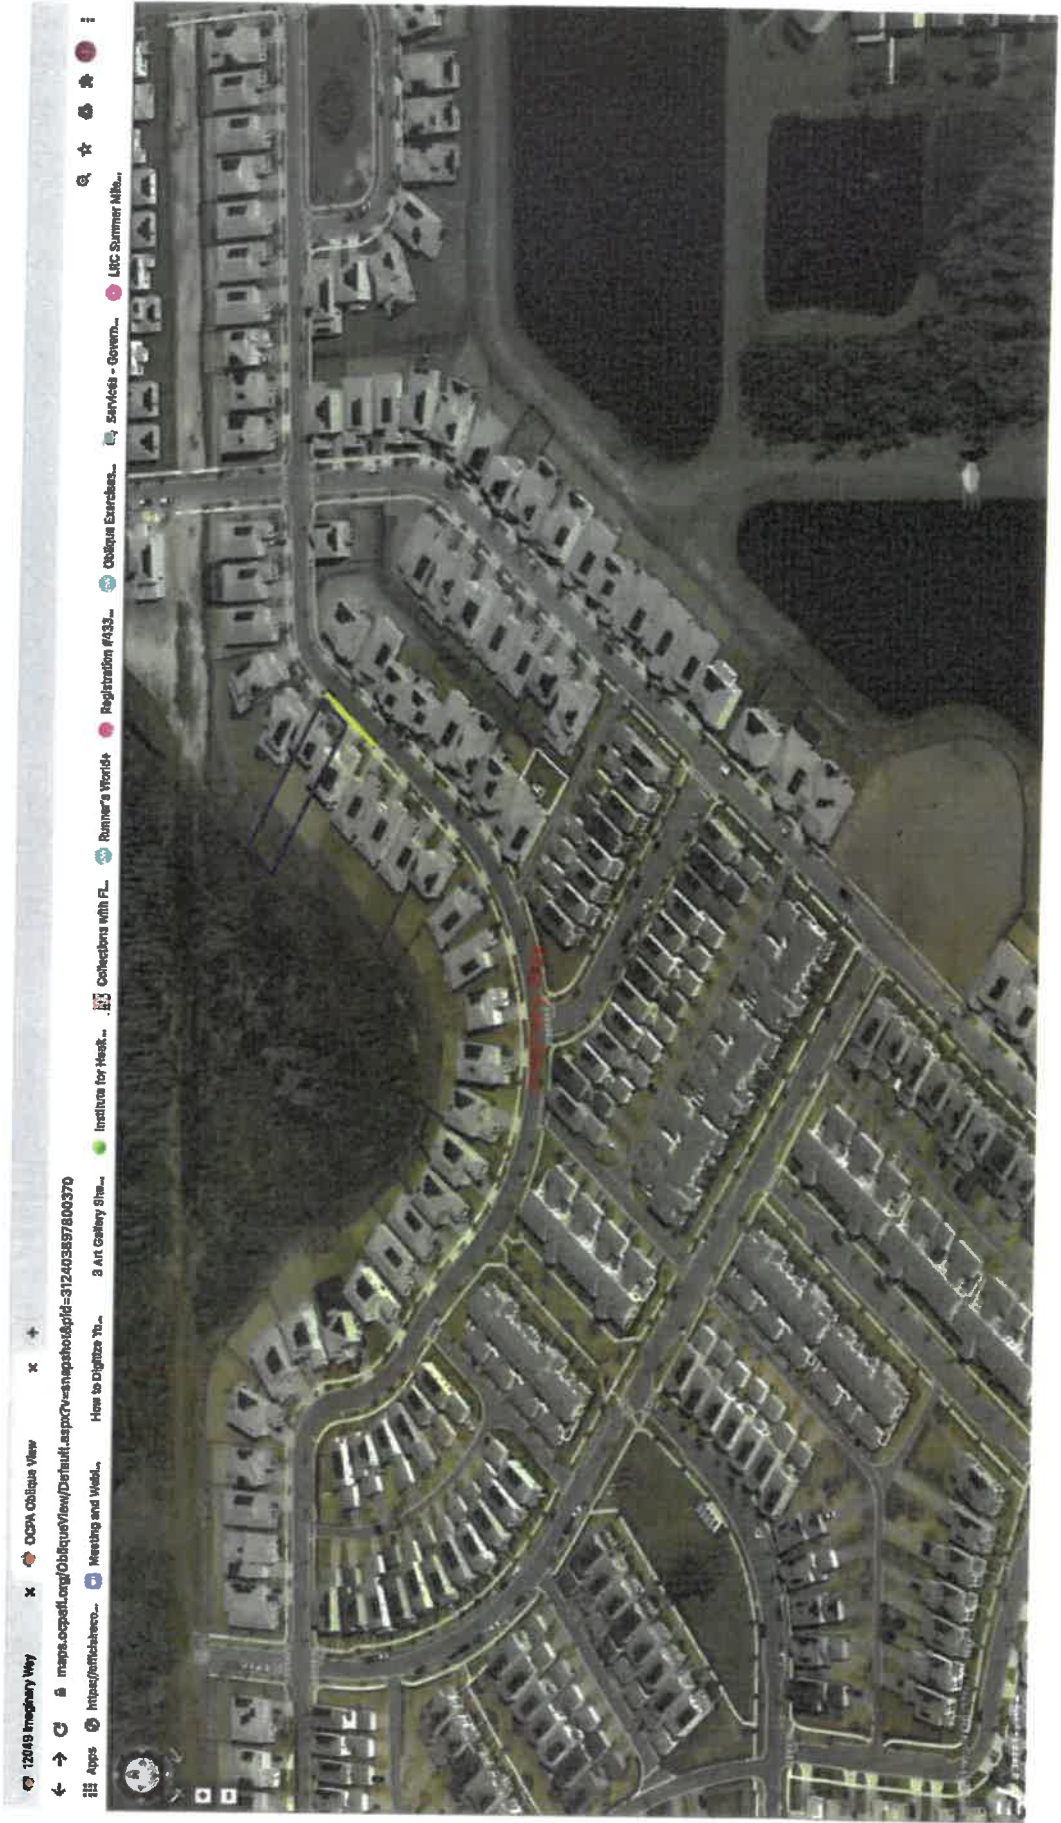 12049 Imaginary Way × OCPA Oblique View × +
maps.ocpafl.org/ObliqueView/Default.aspx?v=snapshot&pid=312403897800370
Apps https://officialreco... Meeting and Webi... How to Digitize Yo... 3 Art Gallery Sha... Institute for Heal... Collections with Fl... Runner's World+ Registration #433... Oblique Exercises... Services - Govern... LRC Summer Mile...